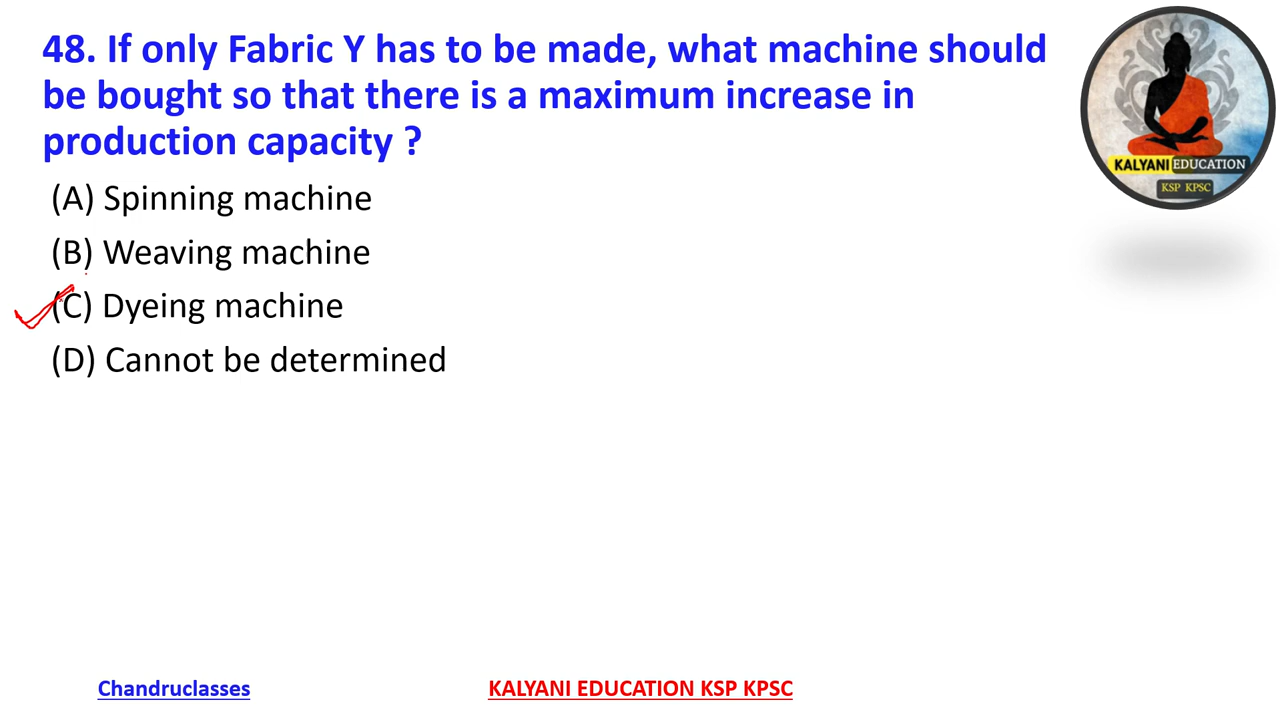 48. If only Fabric Y has to be made, what machine should
be bought so that there is a maximum increase in
production capacity ?
(A) Spinning machine
(B) Weaving machine
(C) Dyeing machine
(D) Cannot be determined
KALYANI EDUCATION
KSP KPSC
Chandruclasses
KALYANI EDUCATION KSP KPSC